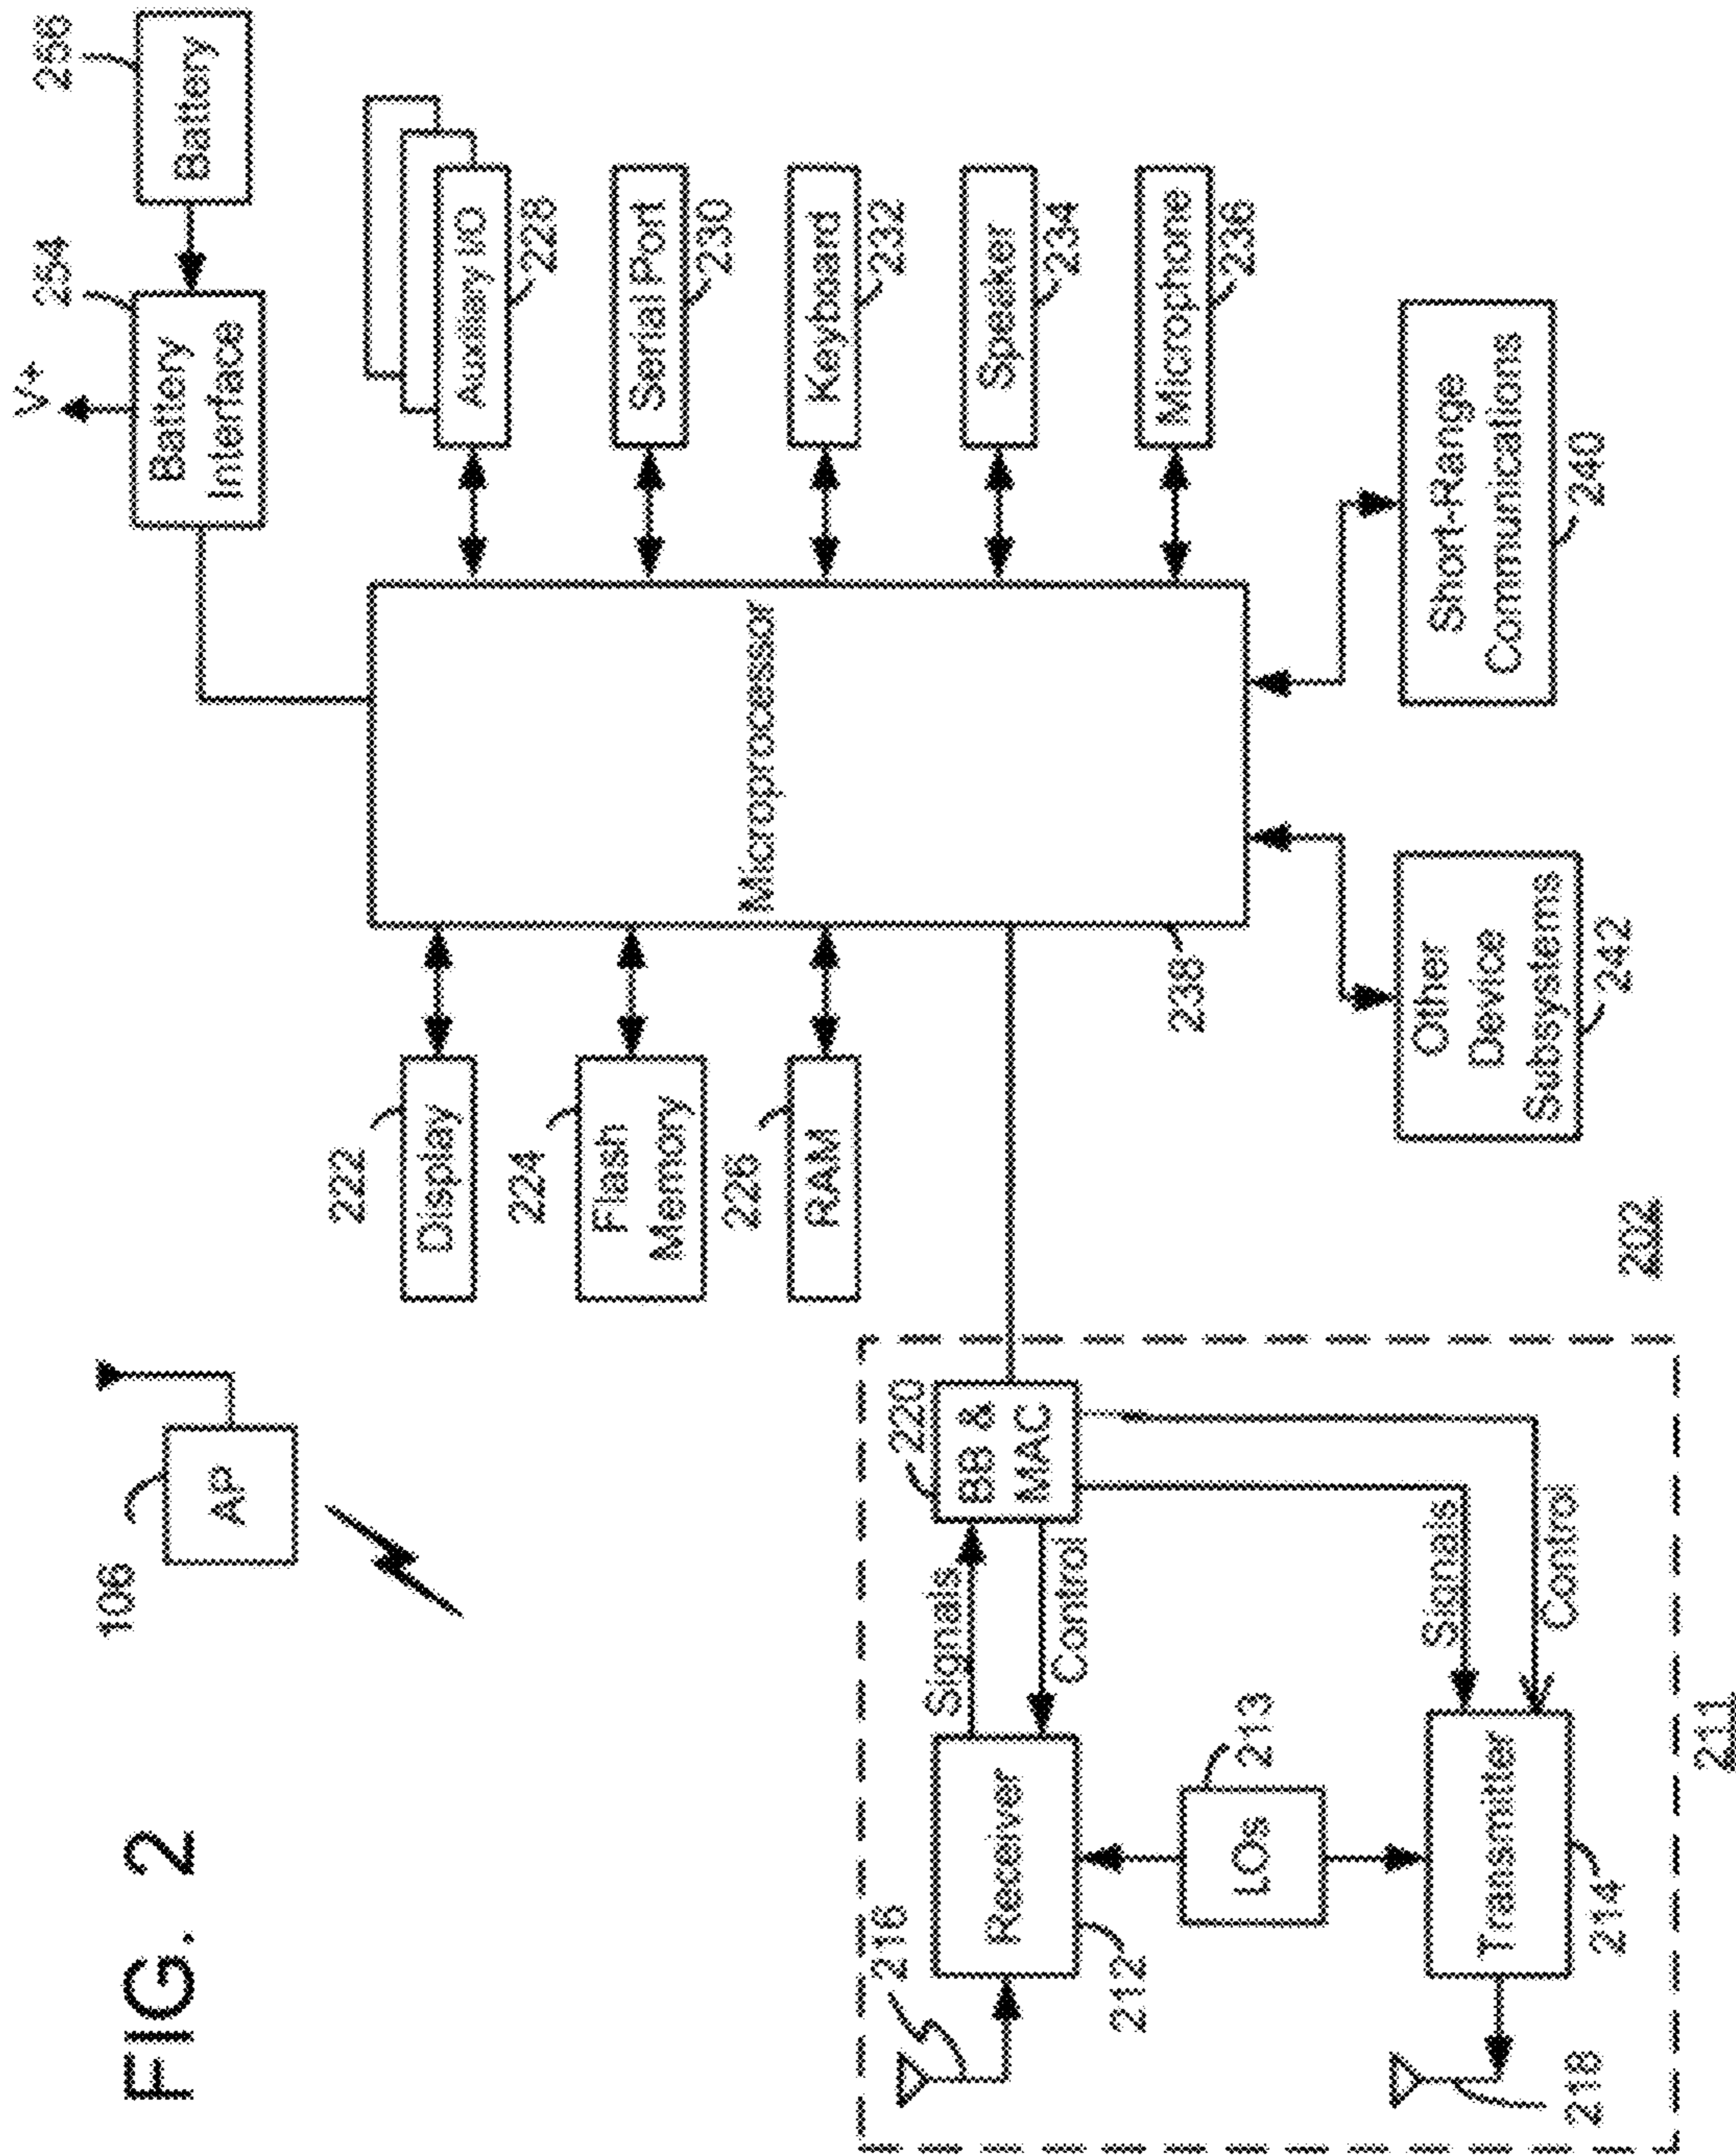 FIG. 2
106
AP
V+
254
256
Battery
Interface
Battery
222
Display
224
Flash
Memory
226
RAM
Microprocessor
238
Auxiliary I/O
228
Serial Port
230
Keyboard
232
Speaker
234
Microphone
236
216
Receiver
212
Signals
Control
220
BB &
MAC
LOs
213
Transmitter
214
Signals
Control
218
211
202
Other
Device
Subsystems
242
Short-Range
Communications
240